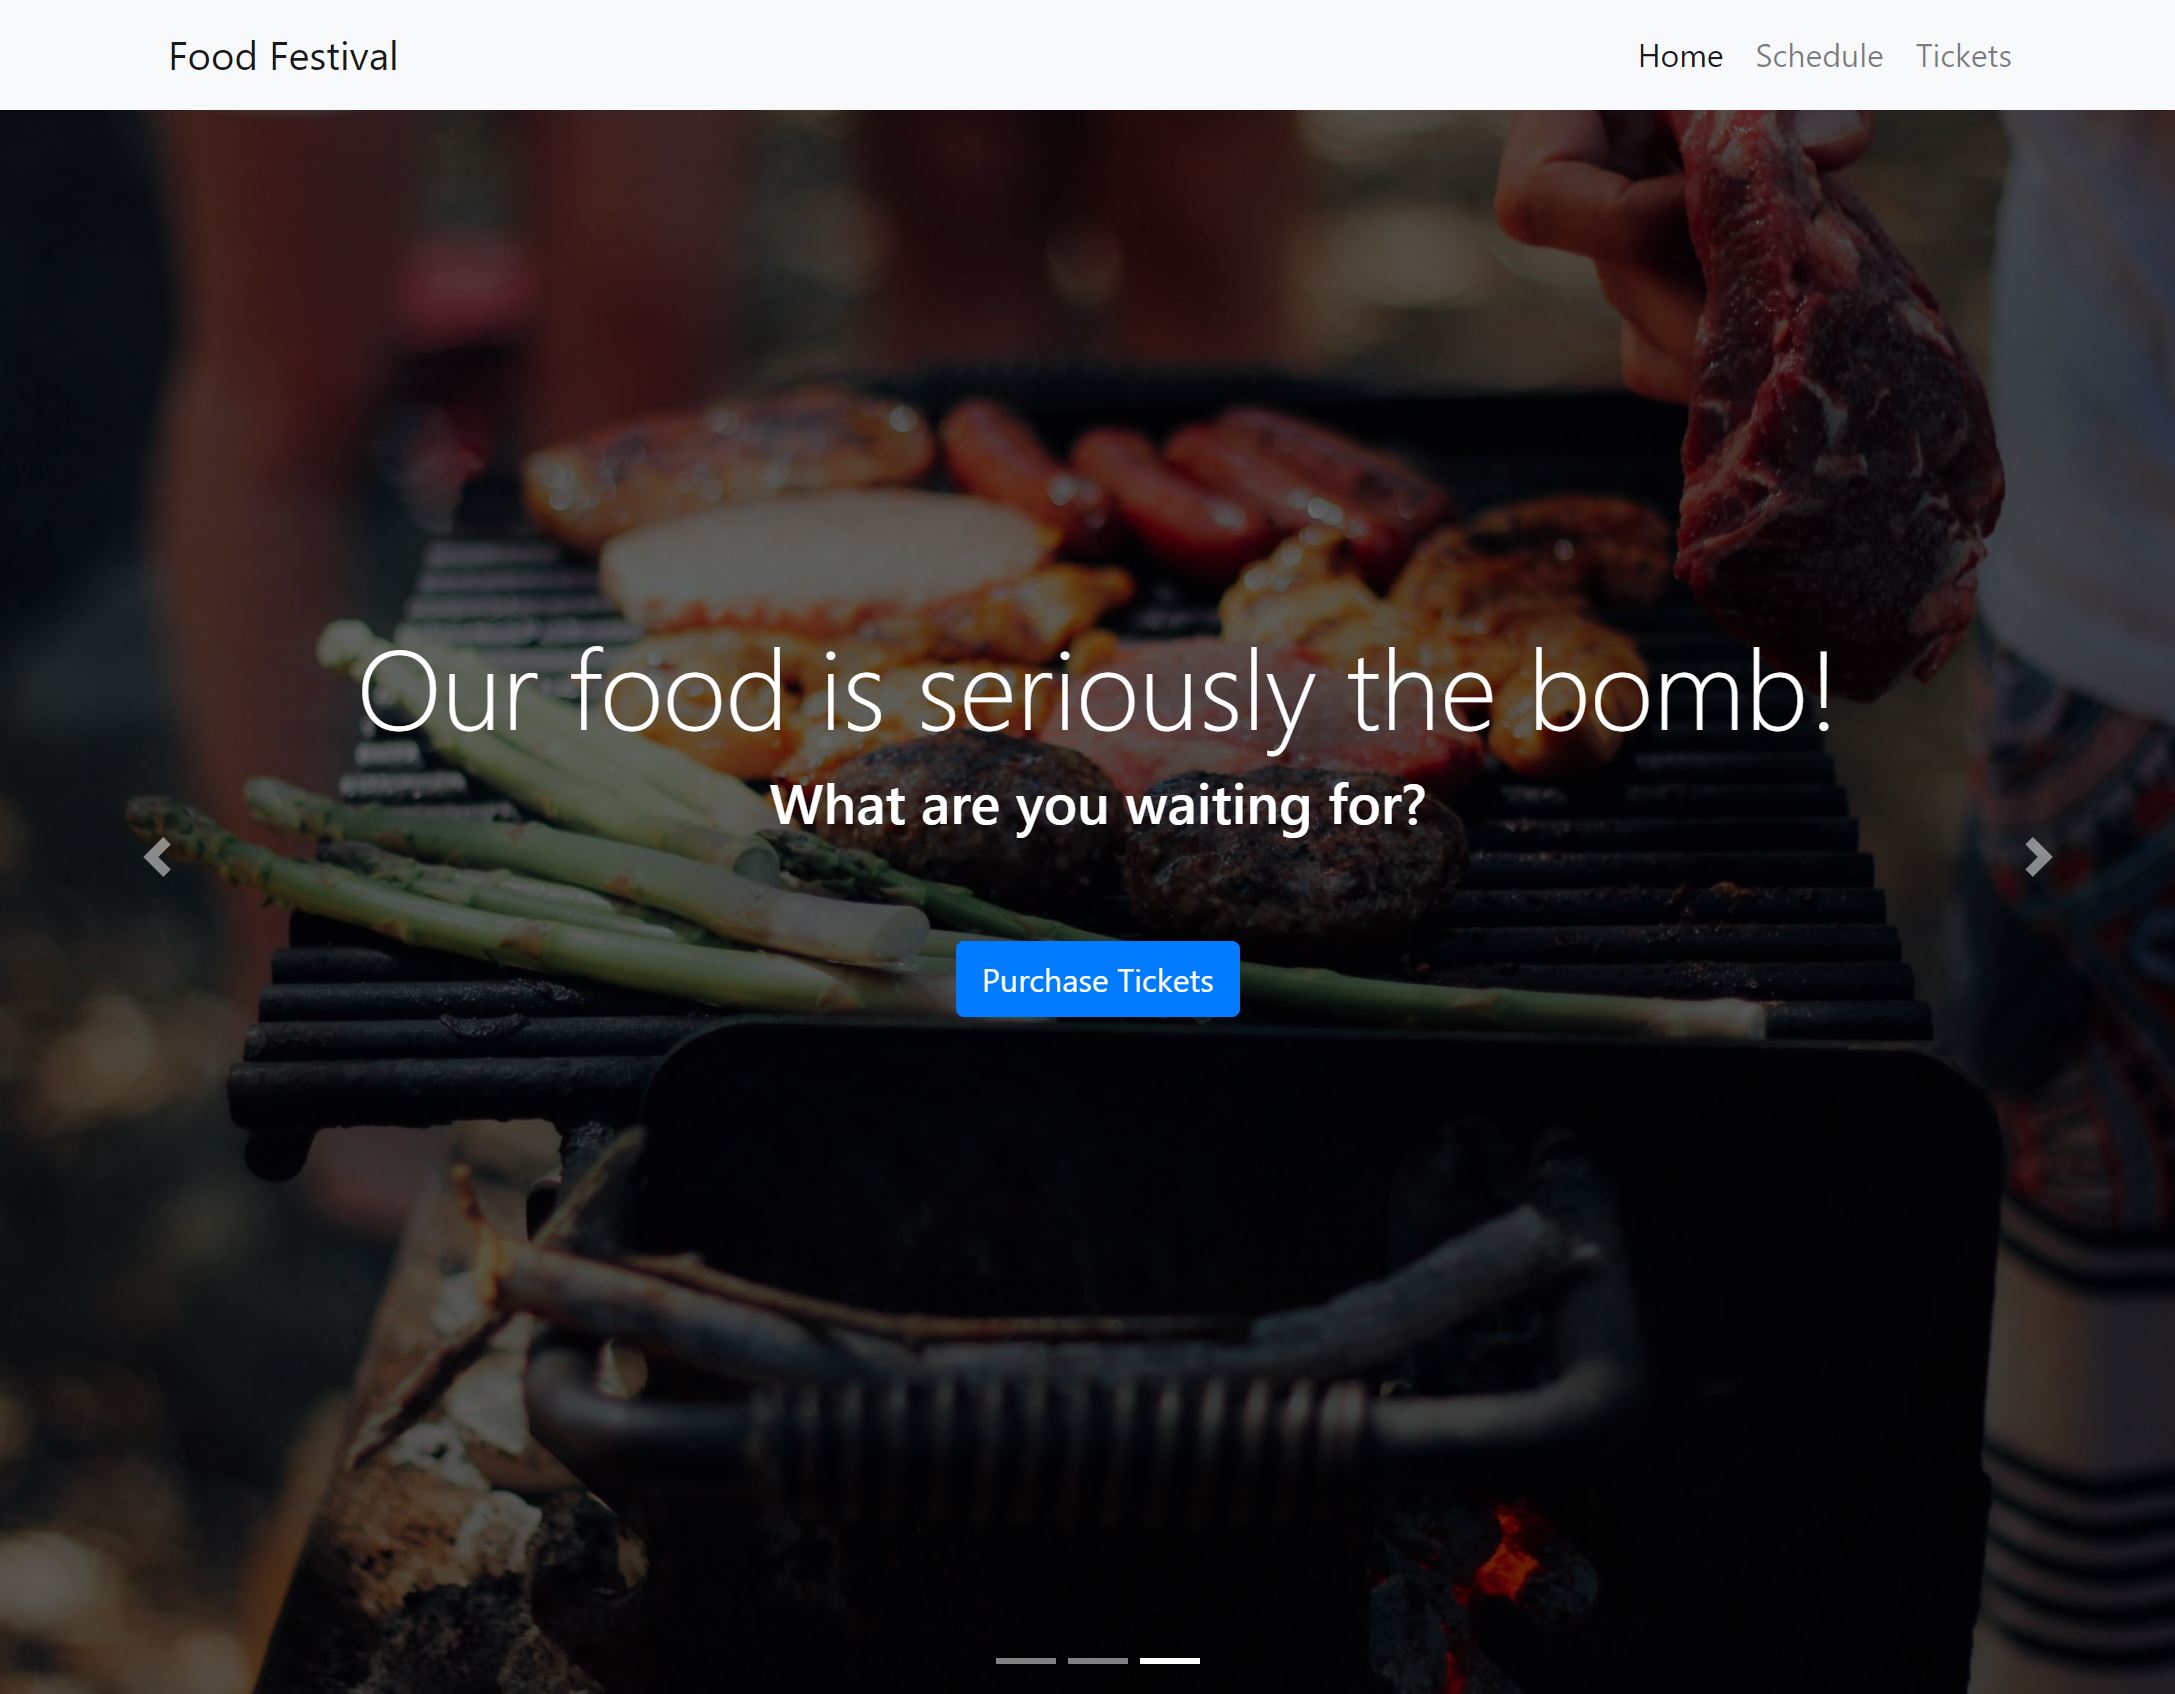 Food Festival
Home Schedule Tickets
Our food is seriously the bomb!
What are you waiting for?
Purchase Tickets